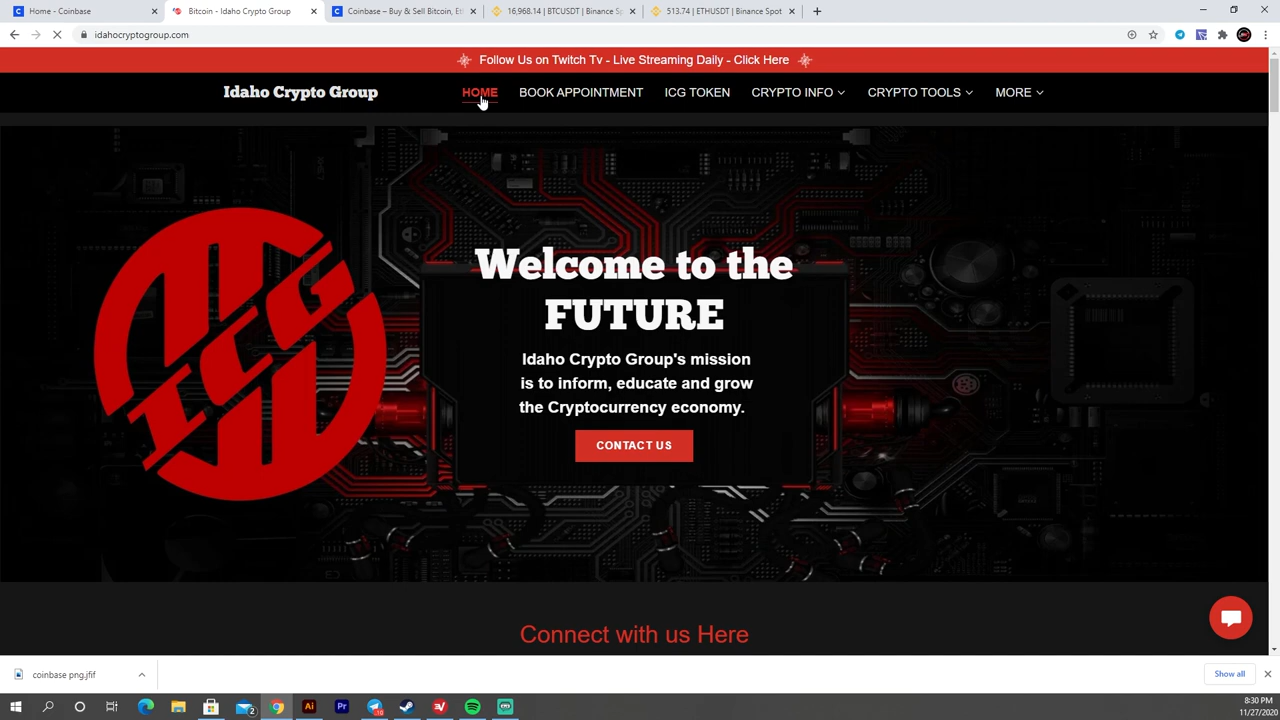 Home - Coinbase
Bitcoin - Idaho Crypto Group
Coinbase – Buy & Sell Bitcoin, Et
16,968.14 | BTCUSDT | Binance Sp
513.74 | ETHUSDT | Binance Spot
idahocryptogroup.com
Follow Us on Twitch Tv - Live Streaming Daily - Click Here
Idaho Crypto Group
HOME
BOOK APPOINTMENT
ICG TOKEN
CRYPTO INFO
CRYPTO TOOLS
MORE
Welcome to the
FUTURE
ICG
Idaho Crypto Group's mission
is to inform, educate and grow
the Cryptocurrency economy.
CONTACT US
Connect with us Here
coinbase png.jfif
Show all
Ai
Pr
2
8:30 PM
11/27/2020